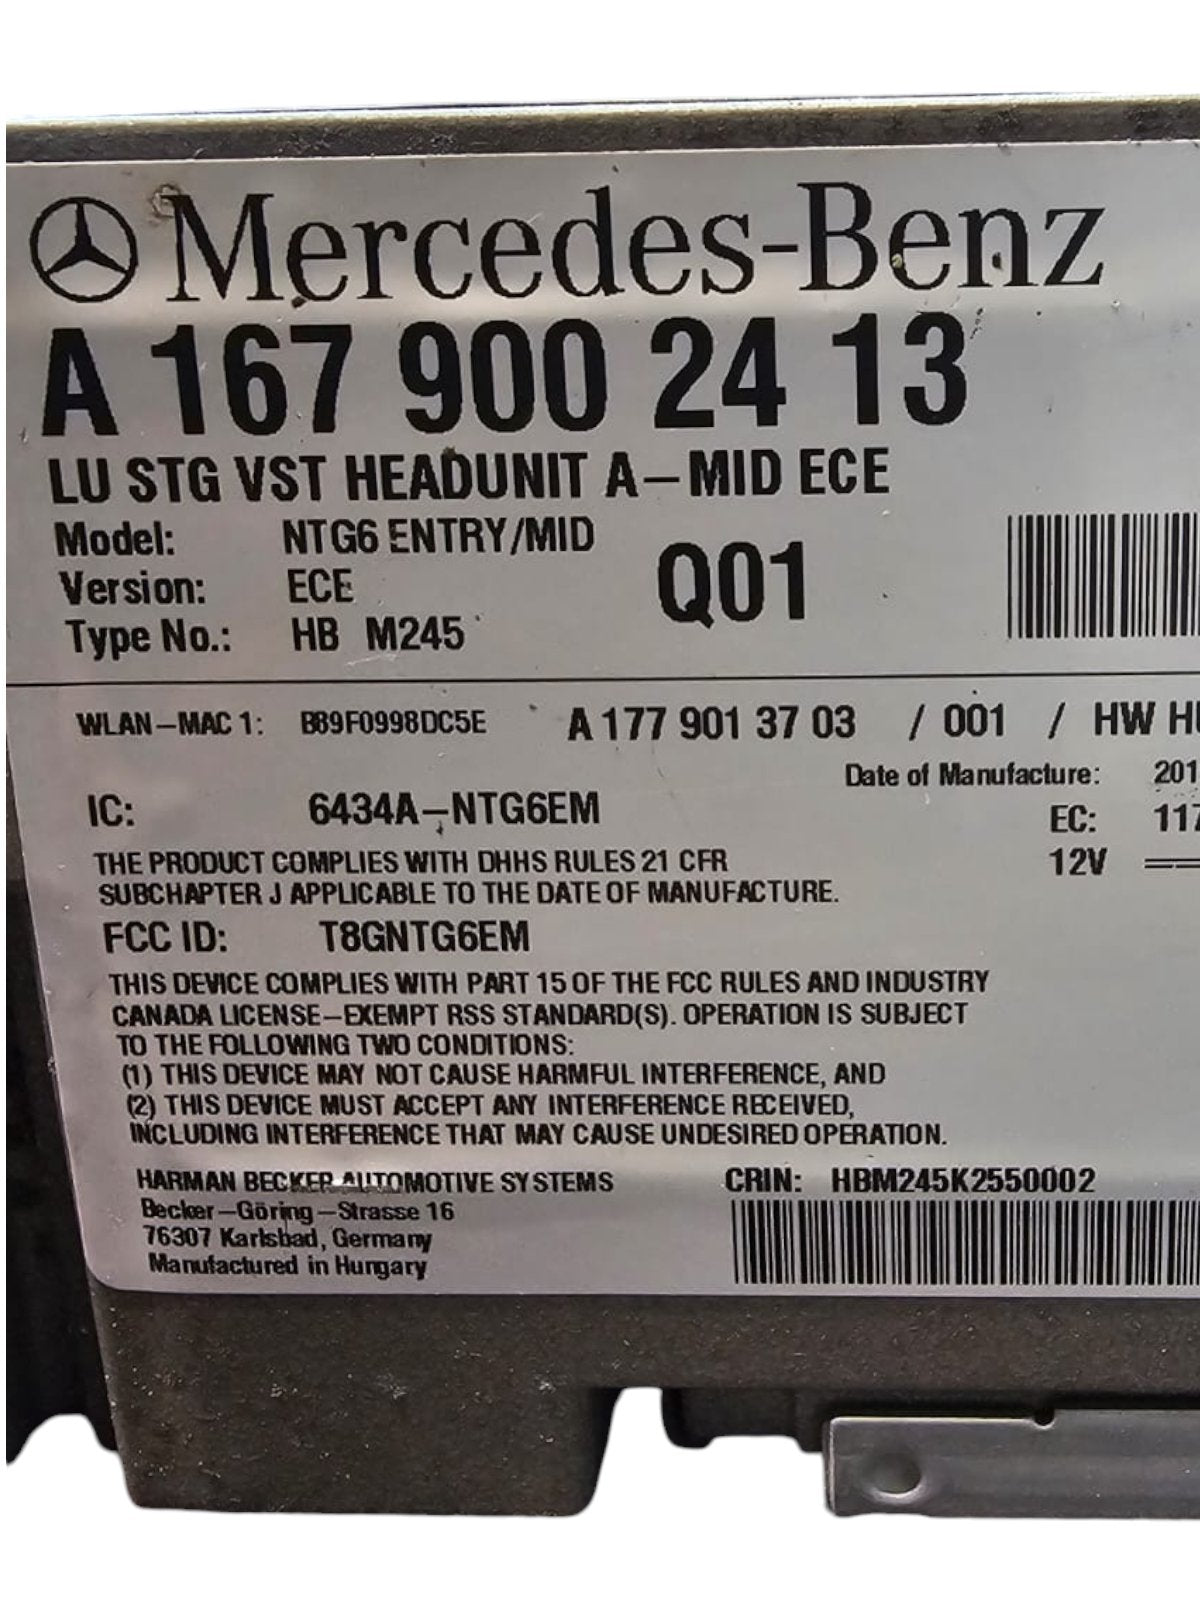 Mercedes-Benz
A 167 900 24 13
LU STG VST HEADUNIT A-MID ECE
Model: NTG6 ENTRY/MID
Version: ECE
Q01
Type No.: HB M245
WLAN-MAC 1: B89F0998DC5E A 177 901 37 03 / 001 / HW
Date of Manufacture:
IC: 6434A-NTG6EM
EC:
THE PRODUCT COMPLIES WITH DHHS RULES 21 CFR
12V
SUBCHAPTER J APPLICABLE TO THE DATE OF MANUFACTURE.
FCC ID: T8GNTG6EM
THIS DEVICE COMPLIES WITH PART 15 OF THE FCC RULES AND INDUSTRY
CANADA LICENSE-EXEMPT RSS STANDARD(S). OPERATION IS SUBJECT
TO THE FOLLOWING TWO CONDITIONS:
(1) THIS DEVICE MAY NOT CAUSE HARMFUL INTERFERENCE, AND
(2) THIS DEVICE MUST ACCEPT ANY INTERFERENCE RECEIVED,
INCLUDING INTERFERENCE THAT MAY CAUSE UNDESIRED OPERATION.
HARMAN BECKER AUTOMOTIVE SYSTEMS
Becker-Göring-Strasse 16
76307 Karlsbad, Germany
Manufactured in Hungary
CRIN: HBM245K2550002